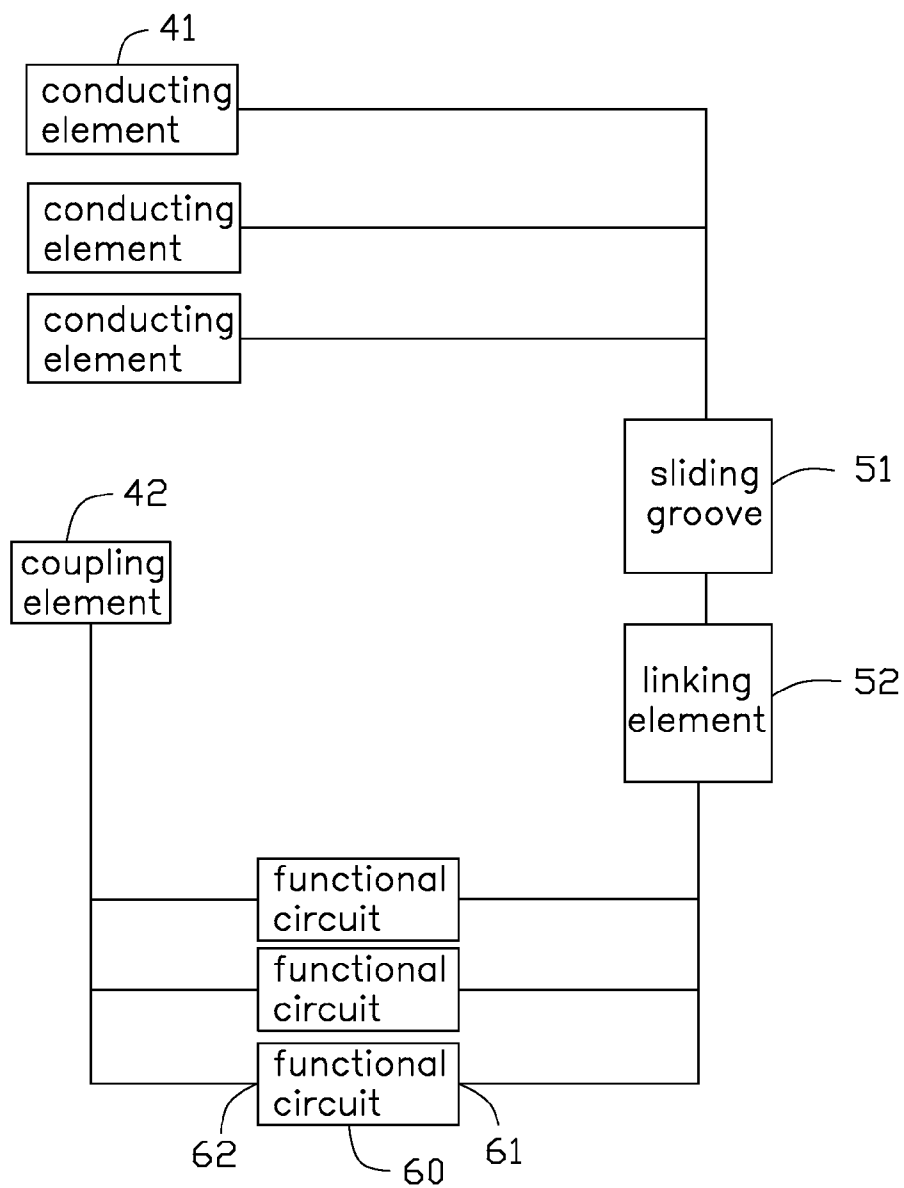 41
conducting
element
conducting
element
conducting
element
sliding
groove
51
42
coupling
element
linking
element
52
functional
circuit
functional
circuit
functional
circuit
62
60
61